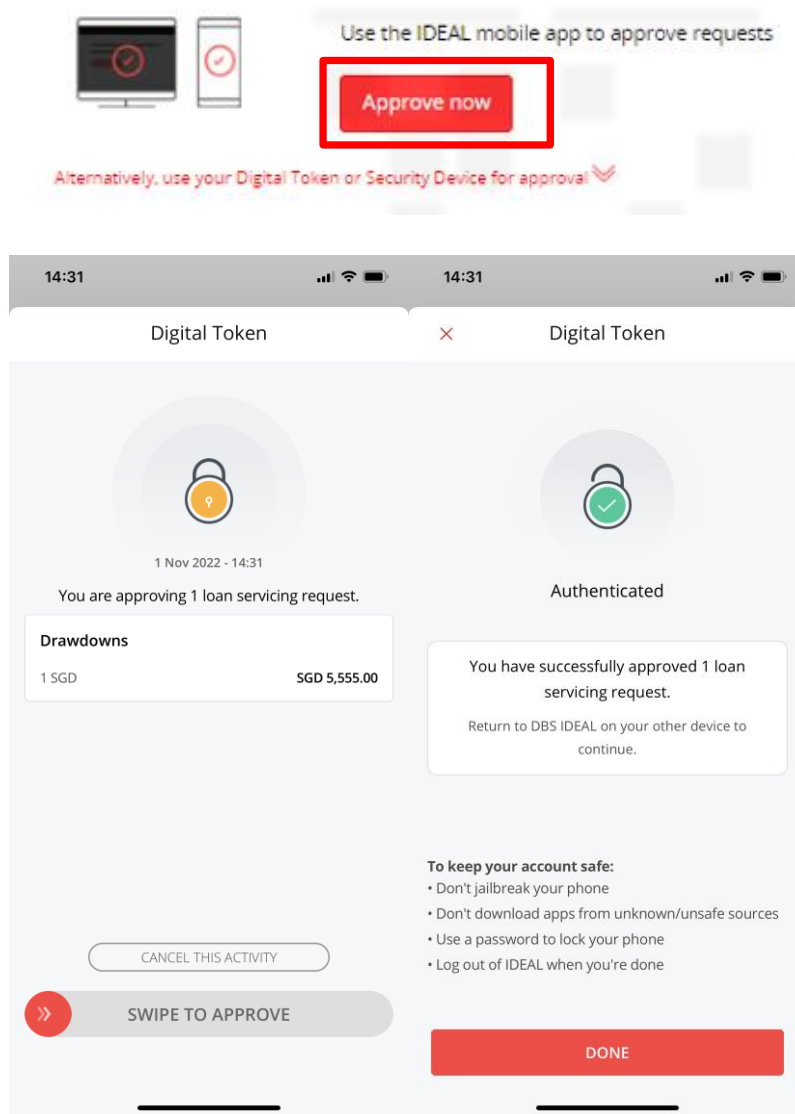 Use the IDEAL mobile app to approve requests
Approve now
Alternatively, use your Digital Token or Security Device for approval
14:31
Digital Token
1 Nov 2022 - 14:31
You are approving 1 loan servicing request.
Drawdowns
1 SGD SGD 5,555.00
CANCEL THIS ACTIVITY
SWIPE TO APPROVE
14:31
Digital Token
Authenticated
You have successfully approved 1 loan
servicing request.
Return to DBS IDEAL on your other device to
continue.
To keep your account safe:
• Don't jailbreak your phone
• Don't download apps from unknown/unsafe sources
• Use a password to lock your phone
• Log out of IDEAL when you're done
DONE